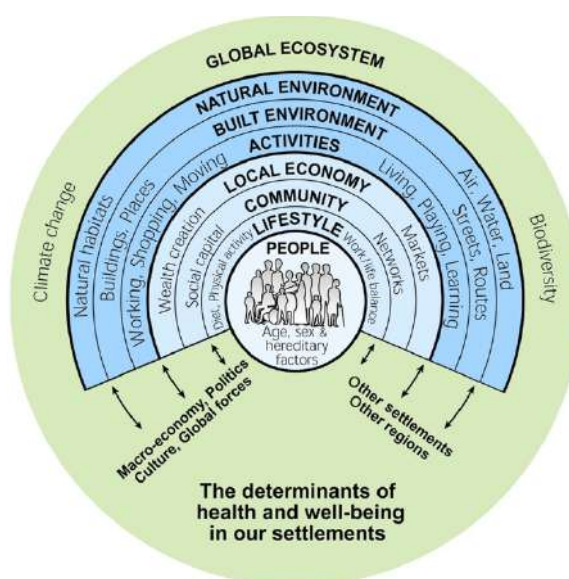 GLOBAL ECOSYSTEM
Climate change
Biodiversity
NATURAL ENVIRONMENT
Natural habitats
Air, Water, Land
BUILT ENVIRONMENT
Buildings, Places
Streets, Routes
ACTIVITIES
Working, Shopping, Moving
Living, Playing, Learning
LOCAL ECONOMY
Wealth creation
Markets
COMMUNITY
Social capital
Networks
LIFESTYLE
Diet, Physical activity
Work/life balance
PEOPLE
Age, sex &
hereditary
factors
Macro-economy, Politics
Culture, Global forces
Other settlements
Other regions
The determinants of
health and well-being
in our settlements